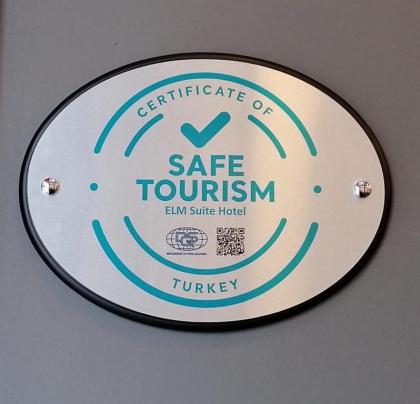 CERTIFICATE OF
SAFE
TOURISM
ELM Suite Hotel
TURKEY